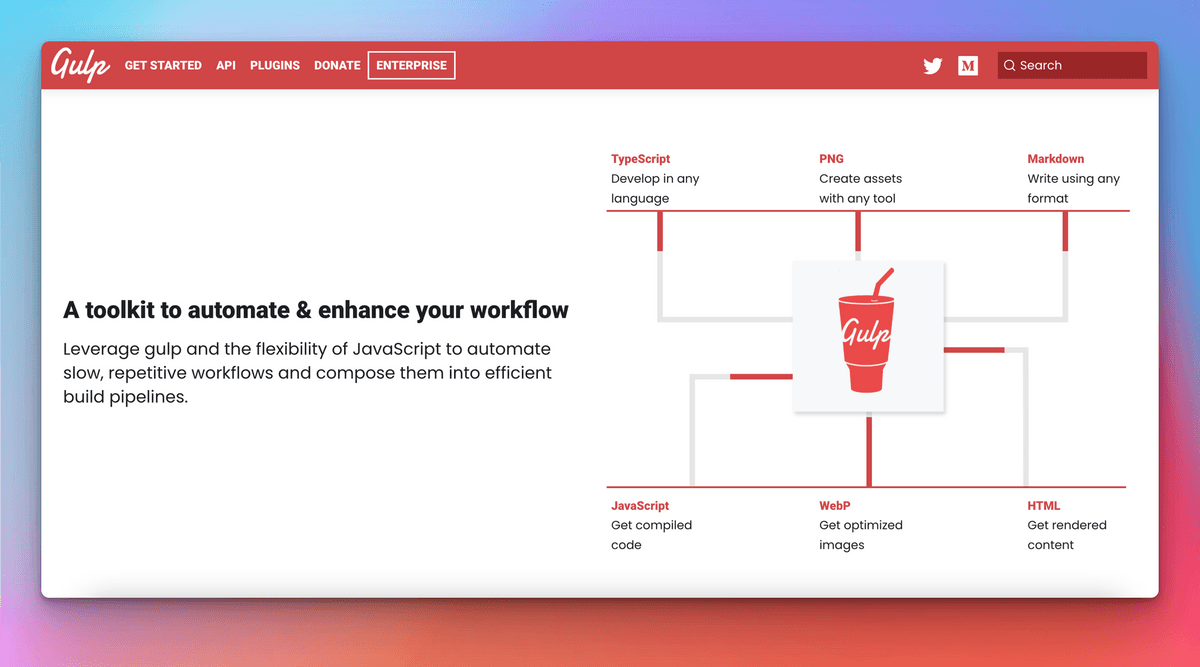 Gulp GET STARTED API PLUGINS DONATE ENTERPRISE M Search
TypeScript PNG Markdown
Develop in any Create assets Write using any
language with any tool format
Gulp
A toolkit to automate & enhance your workflow
Leverage gulp and the flexibility of JavaScript to automate
slow, repetitive workflows and compose them into efficient
build pipelines.
JavaScript WebP HTML
Get compiled Get optimized Get rendered
code images content